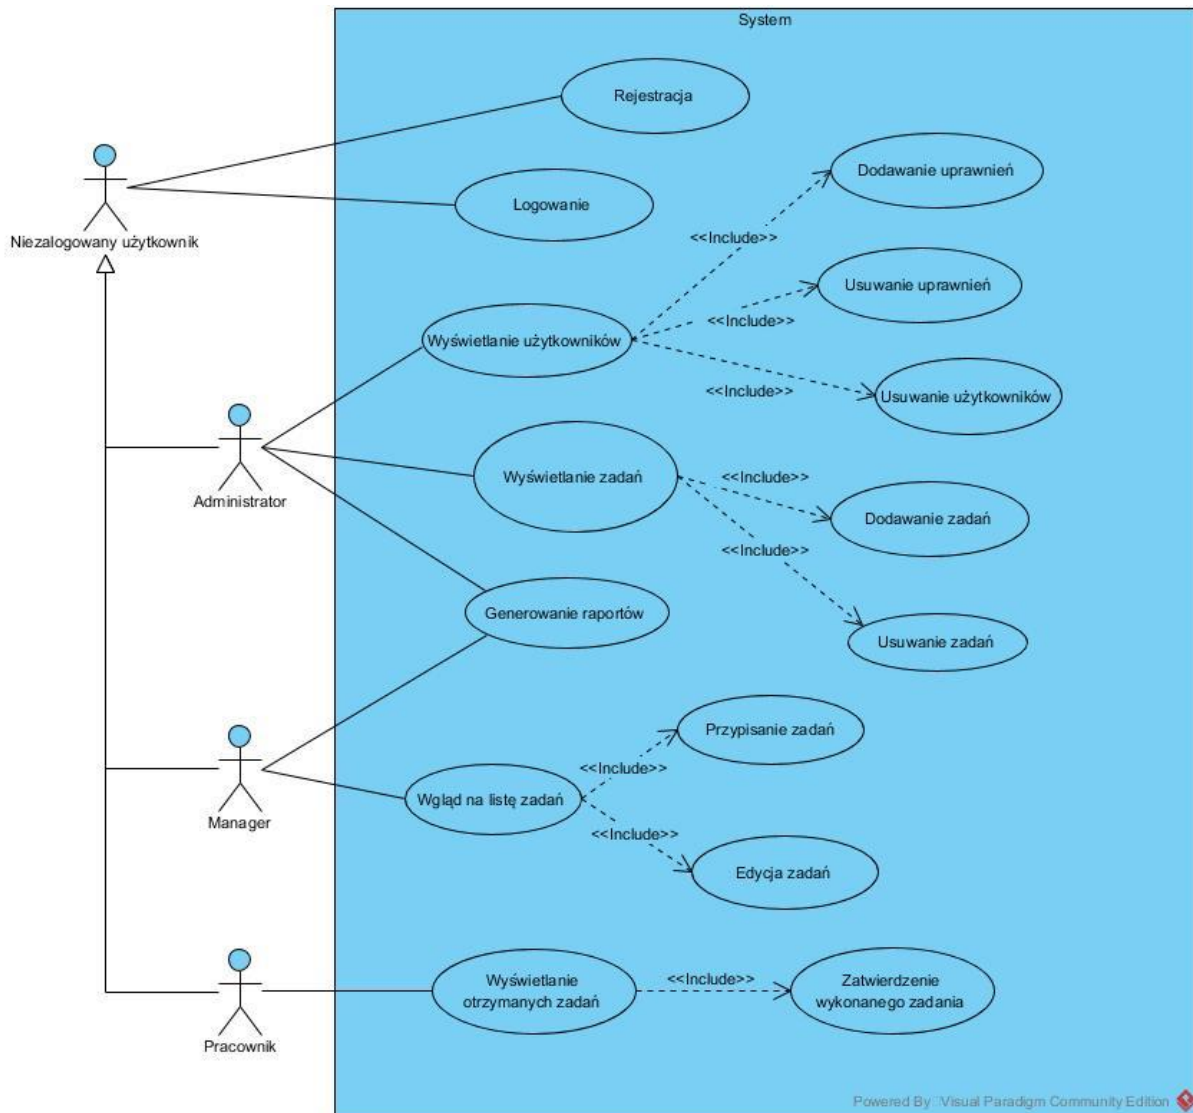 System
Rejestracja
Dodawanie uprawnień
Logowanie
Niezalogowany użytkownik
<<Include>>
Usuwanie uprawnień
<<Include>>
Wyświetlanie użytkowników
<<Include>>
Usuwanie użytkowników
Administrator
Wyświetlanie zadań
<<Include>>
Dodawanie zadań
<<Include>>
Generowanie raportów
Usuwanie zadań
Przypisanie zadań
<<Include>>
Manager
Wgląd na listę zadań
<<Include>>
Edycja zadań
Pracownik
Wyświetlanie
otrzymanych zadań
<<Include>>
Zatwierdzenie
wykonanego zadania
Powered By Visual Paradigm Community Edition